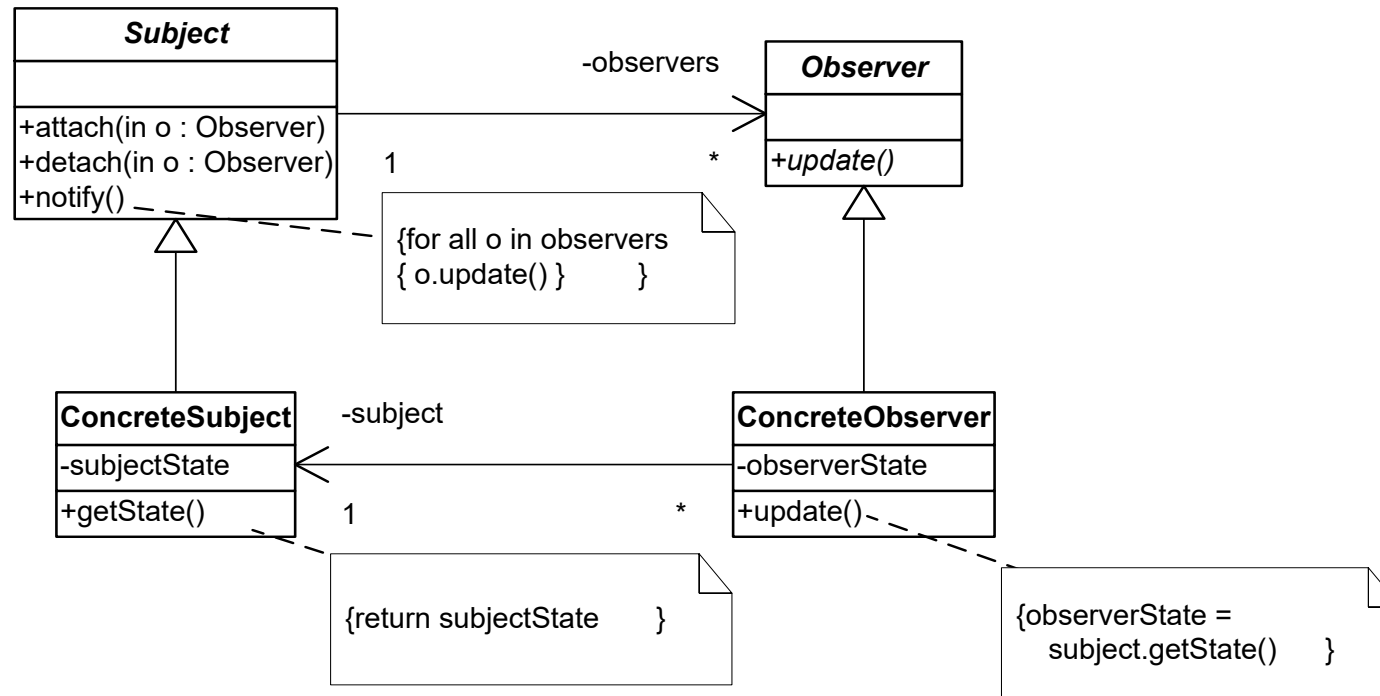 Subject
+attach(in o : Observer)
+detach(in o : Observer)
+notify()
-observers
1
*
Observer
+update()
{for all o in observers
{ o.update() } }
ConcreteSubject
-subjectState
+getState()
-subject
1
*
ConcreteObserver
-observerState
+update()
{return subjectState }
{observerState =
subject.getState() }